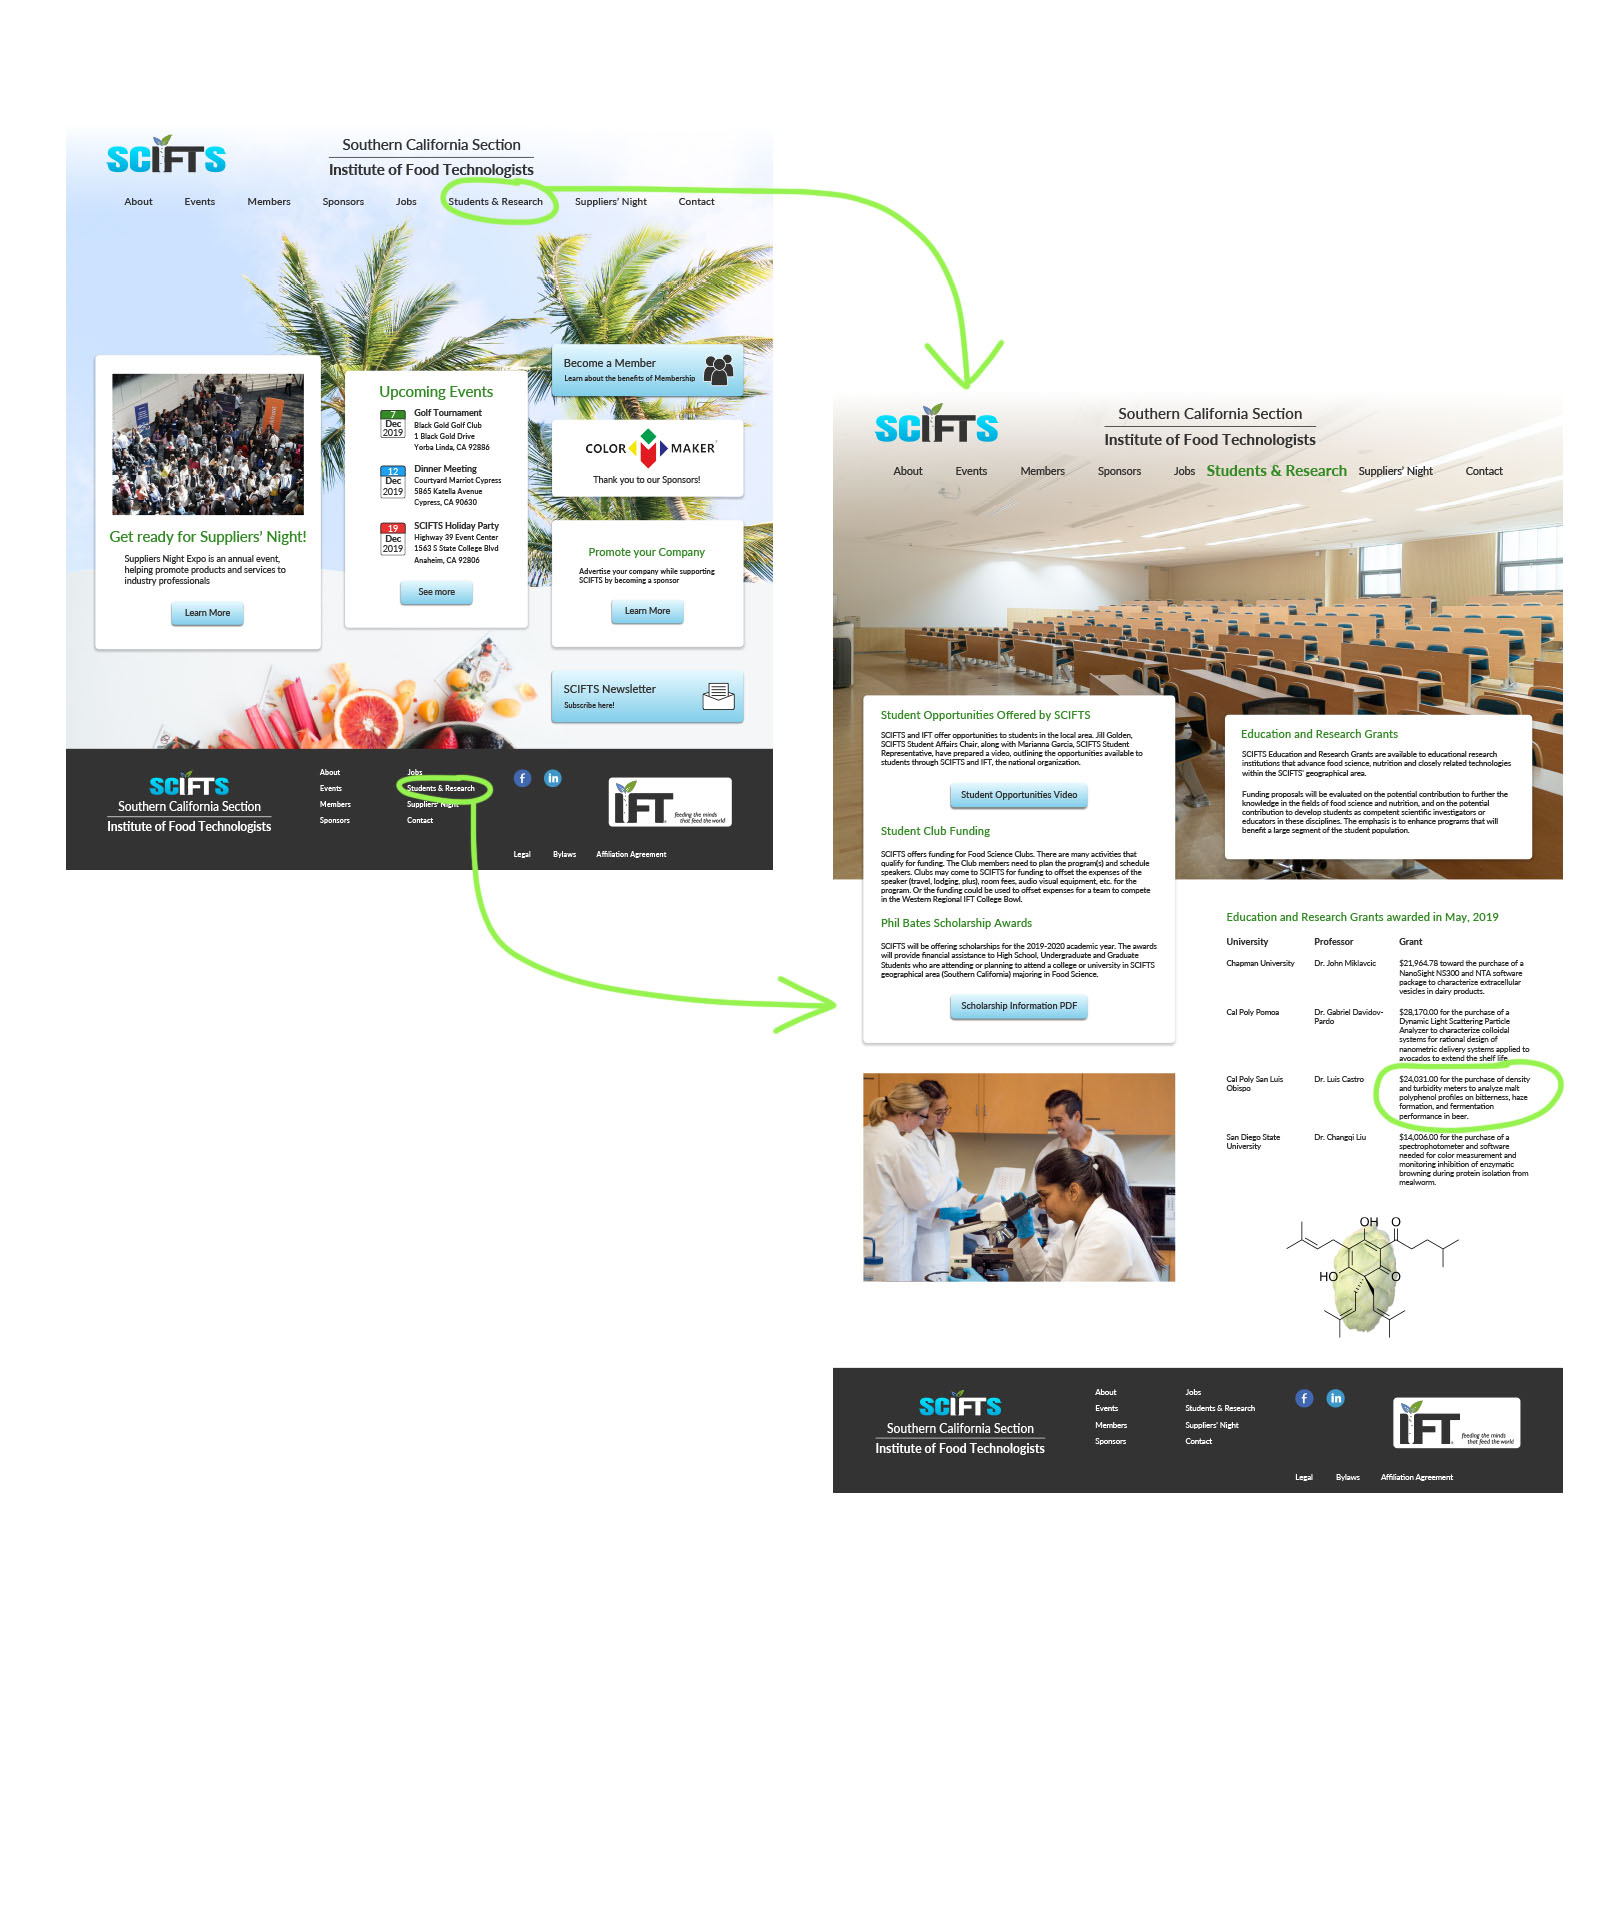 SCIFTS
Southern California Section
Institute of Food Technologists
About Events Members Sponsors Jobs Students & Research Suppliers' Night Contact
Get ready for Suppliers' Night!
Suppliers Night Expo is an annual event,
helping promote products and services to
industry professionals
Learn More
Upcoming Events
7
Dec
2019
Golf Tournament
Black Gold Golf Club
1 Black Gold Drive
Yorba Linda, CA 92886
12
Dec
2019
Dinner Meeting
Courtyard Marriot Cypress
5865 Katella Avenue
Cypress, CA 90630
19
Dec
2019
SCIFTS Holiday Party
Highway 39 Event Center
1563 S State College Blvd
Anaheim, CA 92806
See more
Become a Member
Learn about the benefits of Membership
COLOR MAKER
Thank you to our Sponsors!
Promote your Company
Advertise your company while supporting
SCIFTS by becoming a sponsor
Learn More
SCIFTS Newsletter
Subscribe here!
SCIFTS
Southern California Section
Institute of Food Technologists
About
Events
Members
Sponsors
Jobs
Students & Research
Suppliers' Night
Contact
f in
IFT
feeding the minds
that feed the world
Legal Bylaws Affiliation Agreement
SCIFTS
Southern California Section
Institute of Food Technologists
About Events Members Sponsors Jobs Students & Research Suppliers' Night Contact
Student Opportunities Offered by SCIFTS
SCIFTS and IFT offer opportunities to students in the local area. Jill Golden,
SCIFTS Student Affairs Chair, along with Marianna Garcia, SCIFTS Student
Representative, have prepared a video, outlining the opportunities available to
students through SCIFTS and IFT, the national organization.
Student Opportunities Video
Student Club Funding
SCIFTS offers funding for Food Science Clubs. There are many activities that
qualify for funding. The Club members need to plan the program(s) and schedule
speakers. Clubs may come to SCIFTS for funding to offset the expenses of the
speaker (travel, lodging, plus), room fees, audio visual equipment, etc. for the
program. Or the funding could be used to offset expenses for a team to compete
in the Western Regional IFT College Bowl.
Phil Bates Scholarship Awards
SCIFTS will be offering scholarships for the 2019-2020 academic year. The awards
will provide financial assistance to High School, Undergraduate and Graduate
Students who are attending or planning to attend a college or university in SCIFTS
geographical area (Southern California) majoring in Food Science.
Scholarship Information PDF
Education and Research Grants
SCIFTS Education and Research Grants are available to educational research
institutions that advance food science, nutrition and closely related technologies
within the SCIFTS' geographical area.
Funding proposals will be evaluated on the potential contribution to further the
knowledge in the fields of food science and nutrition, and on the potential
contribution to develop students as competent scientific investigators or
educators in these disciplines. The emphasis is to enhance programs that will
benefit a large segment of the student population.
Education and Research Grants awarded in May, 2019
University Professor Grant
Chapman University Dr. John Miklavcic $21,964.78 toward the purchase of a
NanoSight NS300 and NTA software
package to characterize extracellular
vesicles in dairy products.
Cal Poly Pomoa Dr. Gabriel Davidov- $28,170.00 for the purchase of a
Pardo Dynamic Light Scattering Particle
Analyzer to characterize colloidal
systems for rational design of
nanometric delivery systems applied to
avocados to extend the shelf life.
Cal Poly San Luis Dr. Luis Castro $24,031.00 for the purchase of density
Obispo and turbidity meters to analyze malt
polyphenol profiles on bitterness, haze
formation, and fermentation
performance in beer.
San Diego State Dr. Changqi Liu $14,006.00 for the purchase of a
University spectrophotometer and software
needed for color measurement and
monitoring inhibition of enzymatic
browning during protein isolation from
mealworm.
OH O
HO O
SCIFTS
Southern California Section
Institute of Food Technologists
About
Events
Members
Sponsors
Jobs
Students & Research
Suppliers' Night
Contact
f in
IFT
feeding the minds
that feed the world
Legal Bylaws Affiliation Agreement